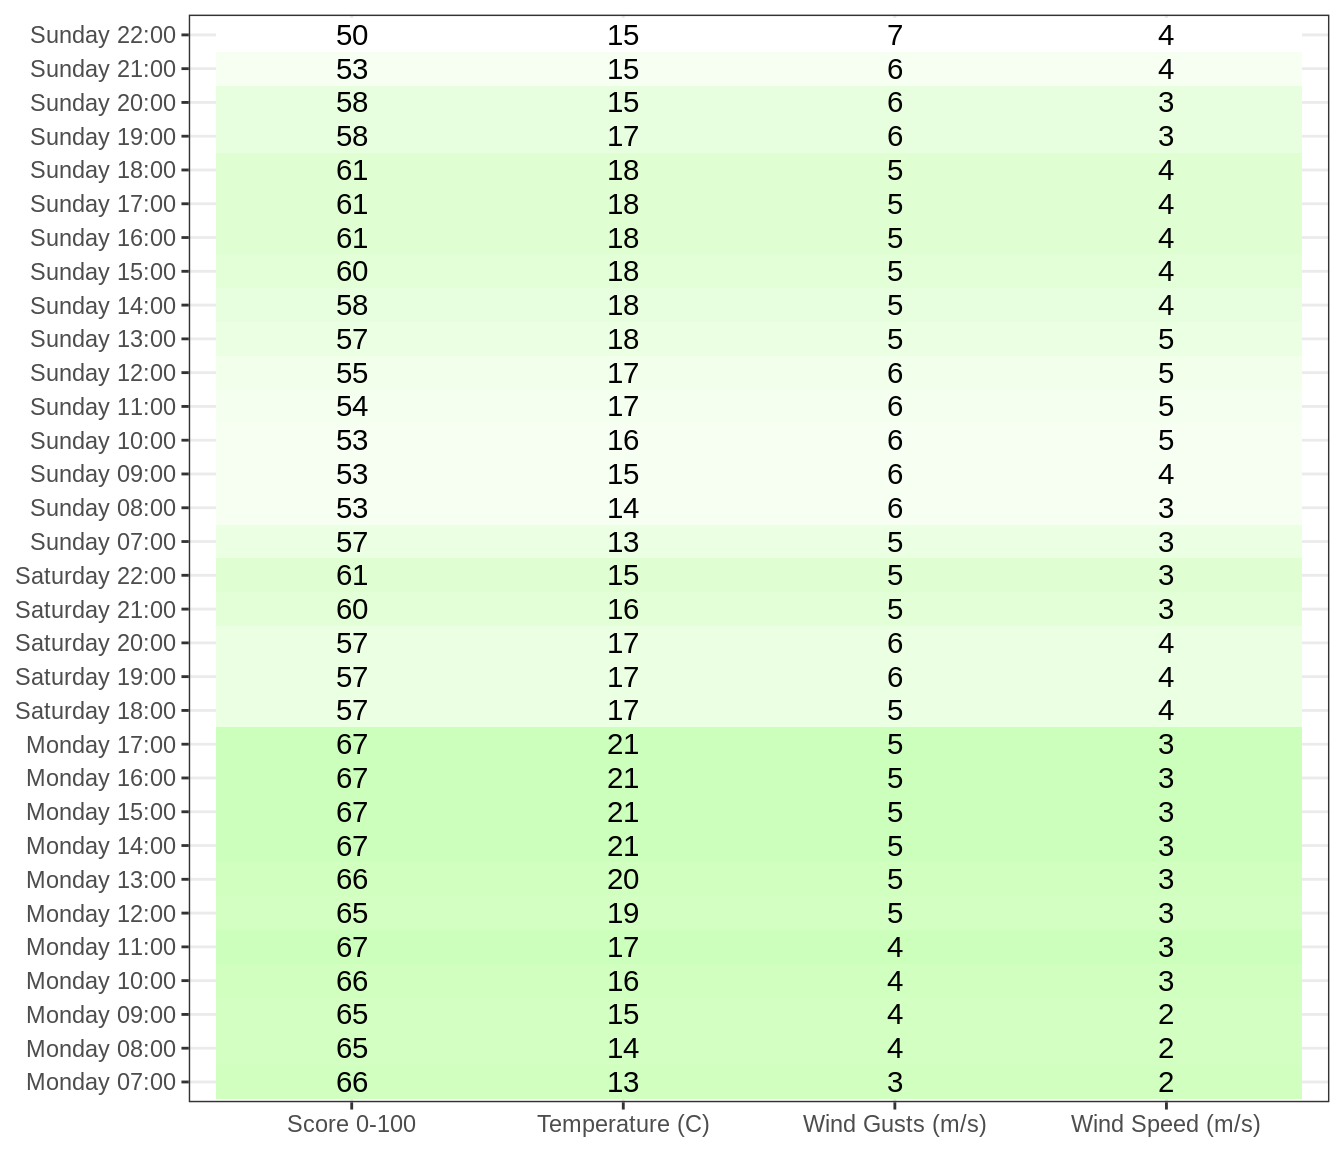 Sunday 22:00 50 15 7 4
Sunday 21:00 53 15 6 4
Sunday 20:00 58 15 6 3
Sunday 19:00 58 17 6 3
Sunday 18:00 61 18 5 4
Sunday 17:00 61 18 5 4
Sunday 16:00 61 18 5 4
Sunday 15:00 60 18 5 4
Sunday 14:00 58 18 5 4
Sunday 13:00 57 18 5 5
Sunday 12:00 55 17 6 5
Sunday 11:00 54 17 6 5
Sunday 10:00 53 16 6 5
Sunday 09:00 53 15 6 4
Sunday 08:00 53 14 6 3
Sunday 07:00 57 13 5 3
Saturday 22:00 61 15 5 3
Saturday 21:00 60 16 5 3
Saturday 20:00 57 17 6 4
Saturday 19:00 57 17 6 4
Saturday 18:00 57 17 5 4
Monday 17:00 67 21 5 3
Monday 16:00 67 21 5 3
Monday 15:00 67 21 5 3
Monday 14:00 67 21 5 3
Monday 13:00 66 20 5 3
Monday 12:00 65 19 5 3
Monday 11:00 67 17 4 3
Monday 10:00 66 16 4 3
Monday 09:00 65 15 4 2
Monday 08:00 65 14 4 2
Monday 07:00 66 13 3 2
Score 0-100 Temperature (C) Wind Gusts (m/s) Wind Speed (m/s)